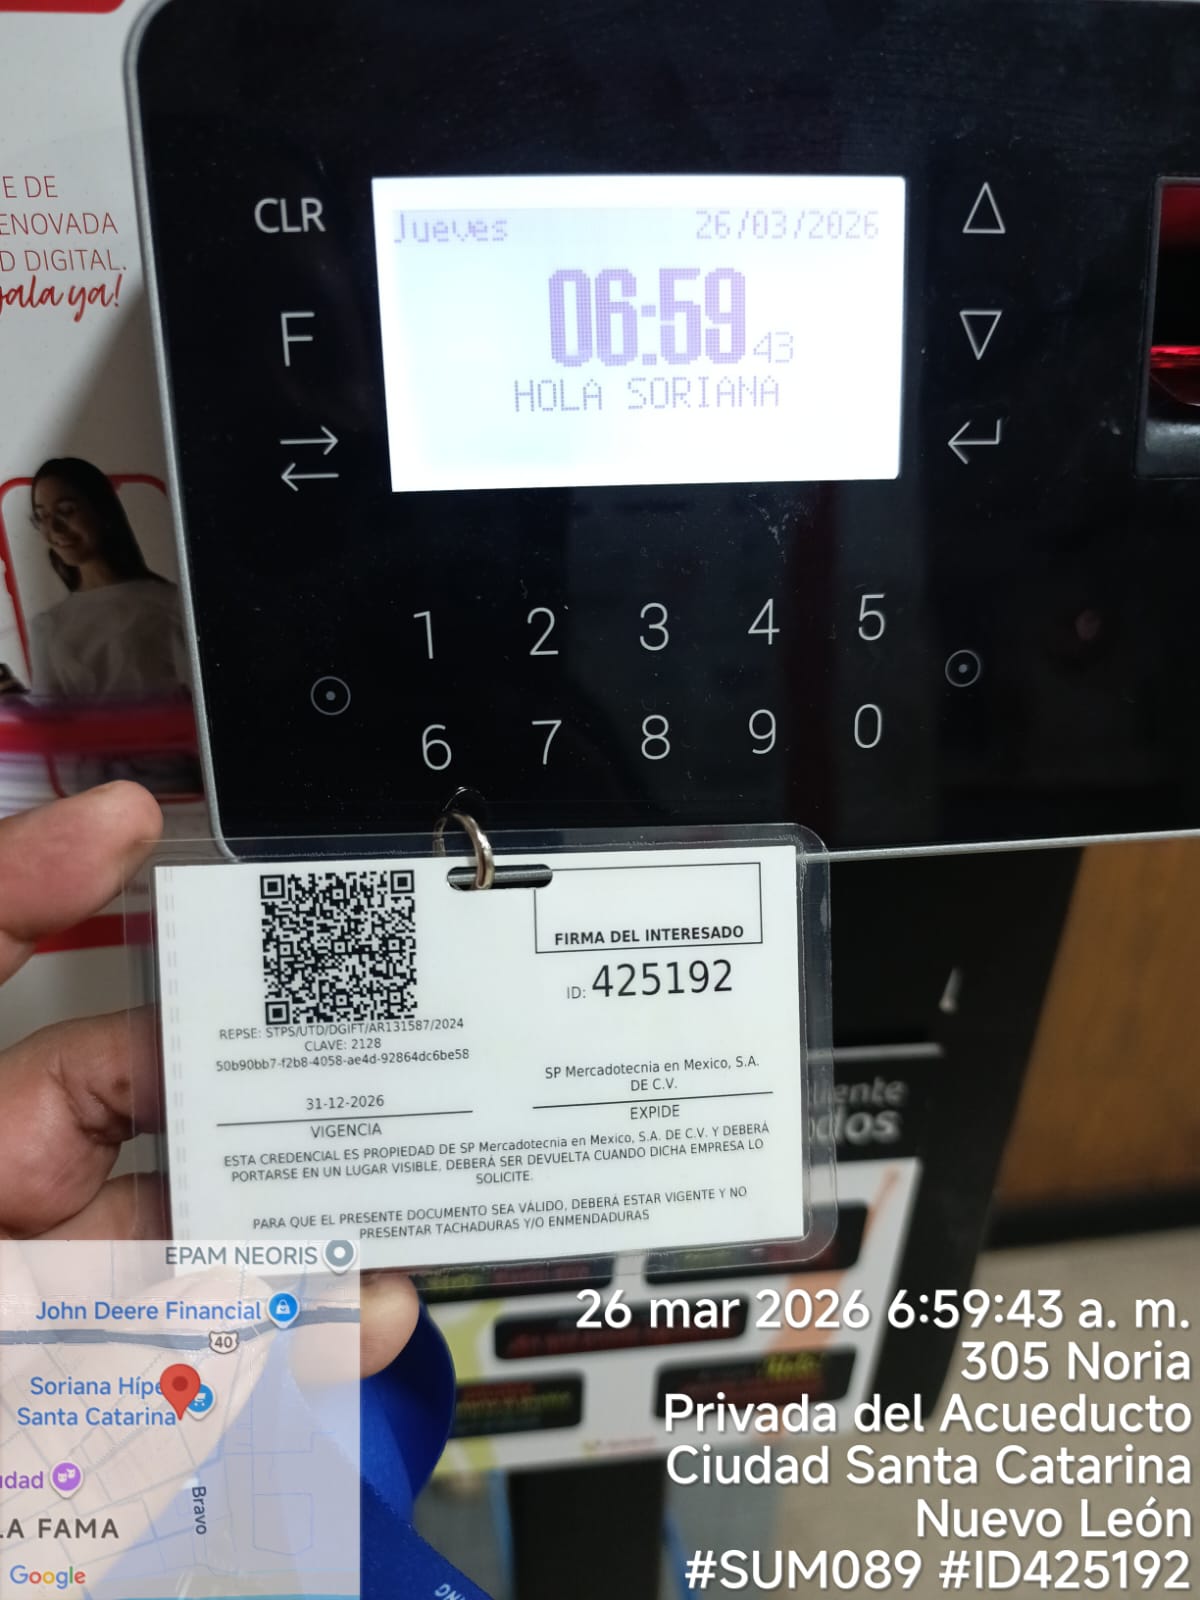 E DE
ENOVADA
D DIGITAL.
gala ya!
CLR
F
Jueves 26/03/2026
06:59 43
HOLA SORIANA
1 2 3 4 5
6 7 8 9 0
FIRMA DEL INTERESADO
ID: 425192
REPSE: STPS/UTD/DGIFT/AR131587/2024
CLAVE: 2128
50b90bb7-f2b8-4058-ae4d-92864dc6be58
SP Mercadotecnia en Mexico, S.A.
DE C.V.
EXPIDE
31-12-2026
VIGENCIA
ESTA CREDENCIAL ES PROPIEDAD DE SP Mercadotecnia en Mexico, S.A. DE C.V. Y DEBERÁ
PORTARSE EN UN LUGAR VISIBLE, DEBERÁ SER DEVUELTA CUANDO DICHA EMPRESA LO
SOLICITE.
PARA QUE EL PRESENTE DOCUMENTO SEA VÁLIDO, DEBERÁ ESTAR VIGENTE Y NO
PRESENTAR TACHADURAS Y/O ENMENDADURAS
EPAM NEORIS
John Deere Financial
40
Soriana Hípe
Santa Catarina
udad
LA FAMA
Bravo
Google
26 mar 2026 6:59:43 a. m.
305 Noria
Privada del Acueducto
Ciudad Santa Catarina
Nuevo León
#SUM089 #ID425192